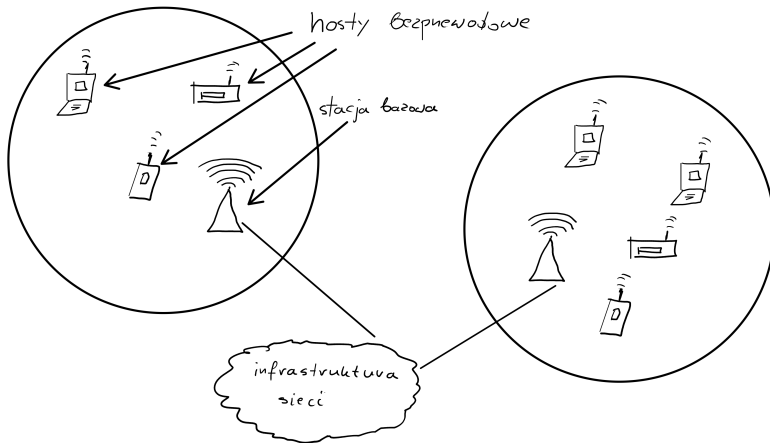 hosty bezprzewodowe
stacja bazowa
infrastruktura
sieci